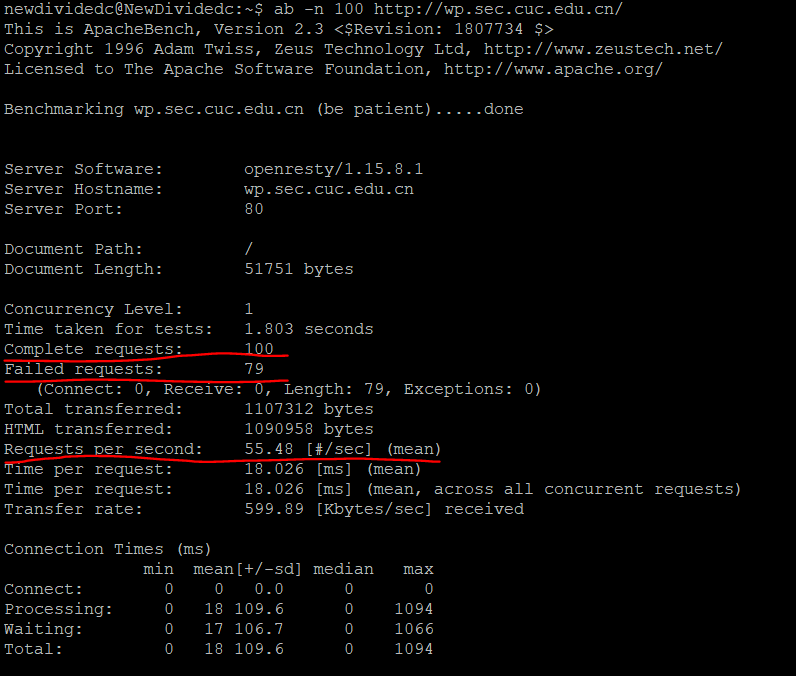 newdividedc@NewDividedc:~$ ab -n 100 http://wp.sec.cuc.edu.cn/
This is ApacheBench, Version 2.3 <$Revision: 1807734 $>
Copyright 1996 Adam Twiss, Zeus Technology Ltd, http://www.zeustech.net/
Licensed to The Apache Software Foundation, http://www.apache.org/

Benchmarking wp.sec.cuc.edu.cn (be patient).....done


Server Software:        openresty/1.15.8.1
Server Hostname:        wp.sec.cuc.edu.cn
Server Port:            80

Document Path:          /
Document Length:        51751 bytes

Concurrency Level:      1
Time taken for tests:   1.803 seconds
Complete requests:      100
Failed requests:        79
   (Connect: 0, Receive: 0, Length: 79, Exceptions: 0)
Total transferred:      1107312 bytes
HTML transferred:       1090958 bytes
Requests per second:    55.48 [#/sec] (mean)
Time per request:       18.026 [ms] (mean)
Time per request:       18.026 [ms] (mean, across all concurrent requests)
Transfer rate:          599.89 [Kbytes/sec] received

Connection Times (ms)
              min  mean[+/-sd] median   max
Connect:        0    0   0.0      0       0
Processing:     0   18 109.6      0    1094
Waiting:        0   17 106.7      0    1066
Total:          0   18 109.6      0    1094